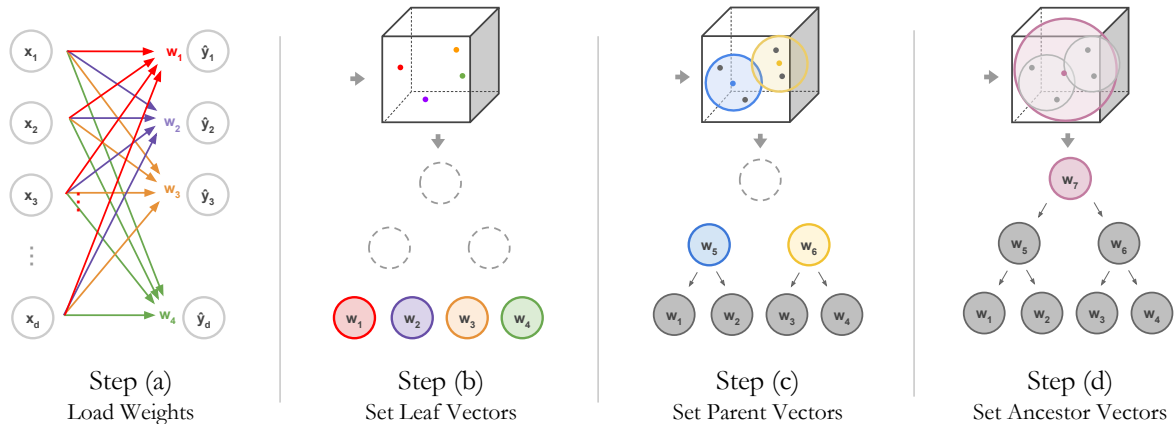 x₁ w₁ ŷ₁
x₂ w₂ ŷ₂
x₃ w₃ ŷ₃
⋮
x_d w₄ ŷ_d
Step (a)
Load Weights
w₁ w₂ w₃ w₄
Step (b)
Set Leaf Vectors
w₅ w₆
w₁ w₂ w₃ w₄
Step (c)
Set Parent Vectors
w₇
w₅ w₆
w₁ w₂ w₃ w₄
Step (d)
Set Ancestor Vectors